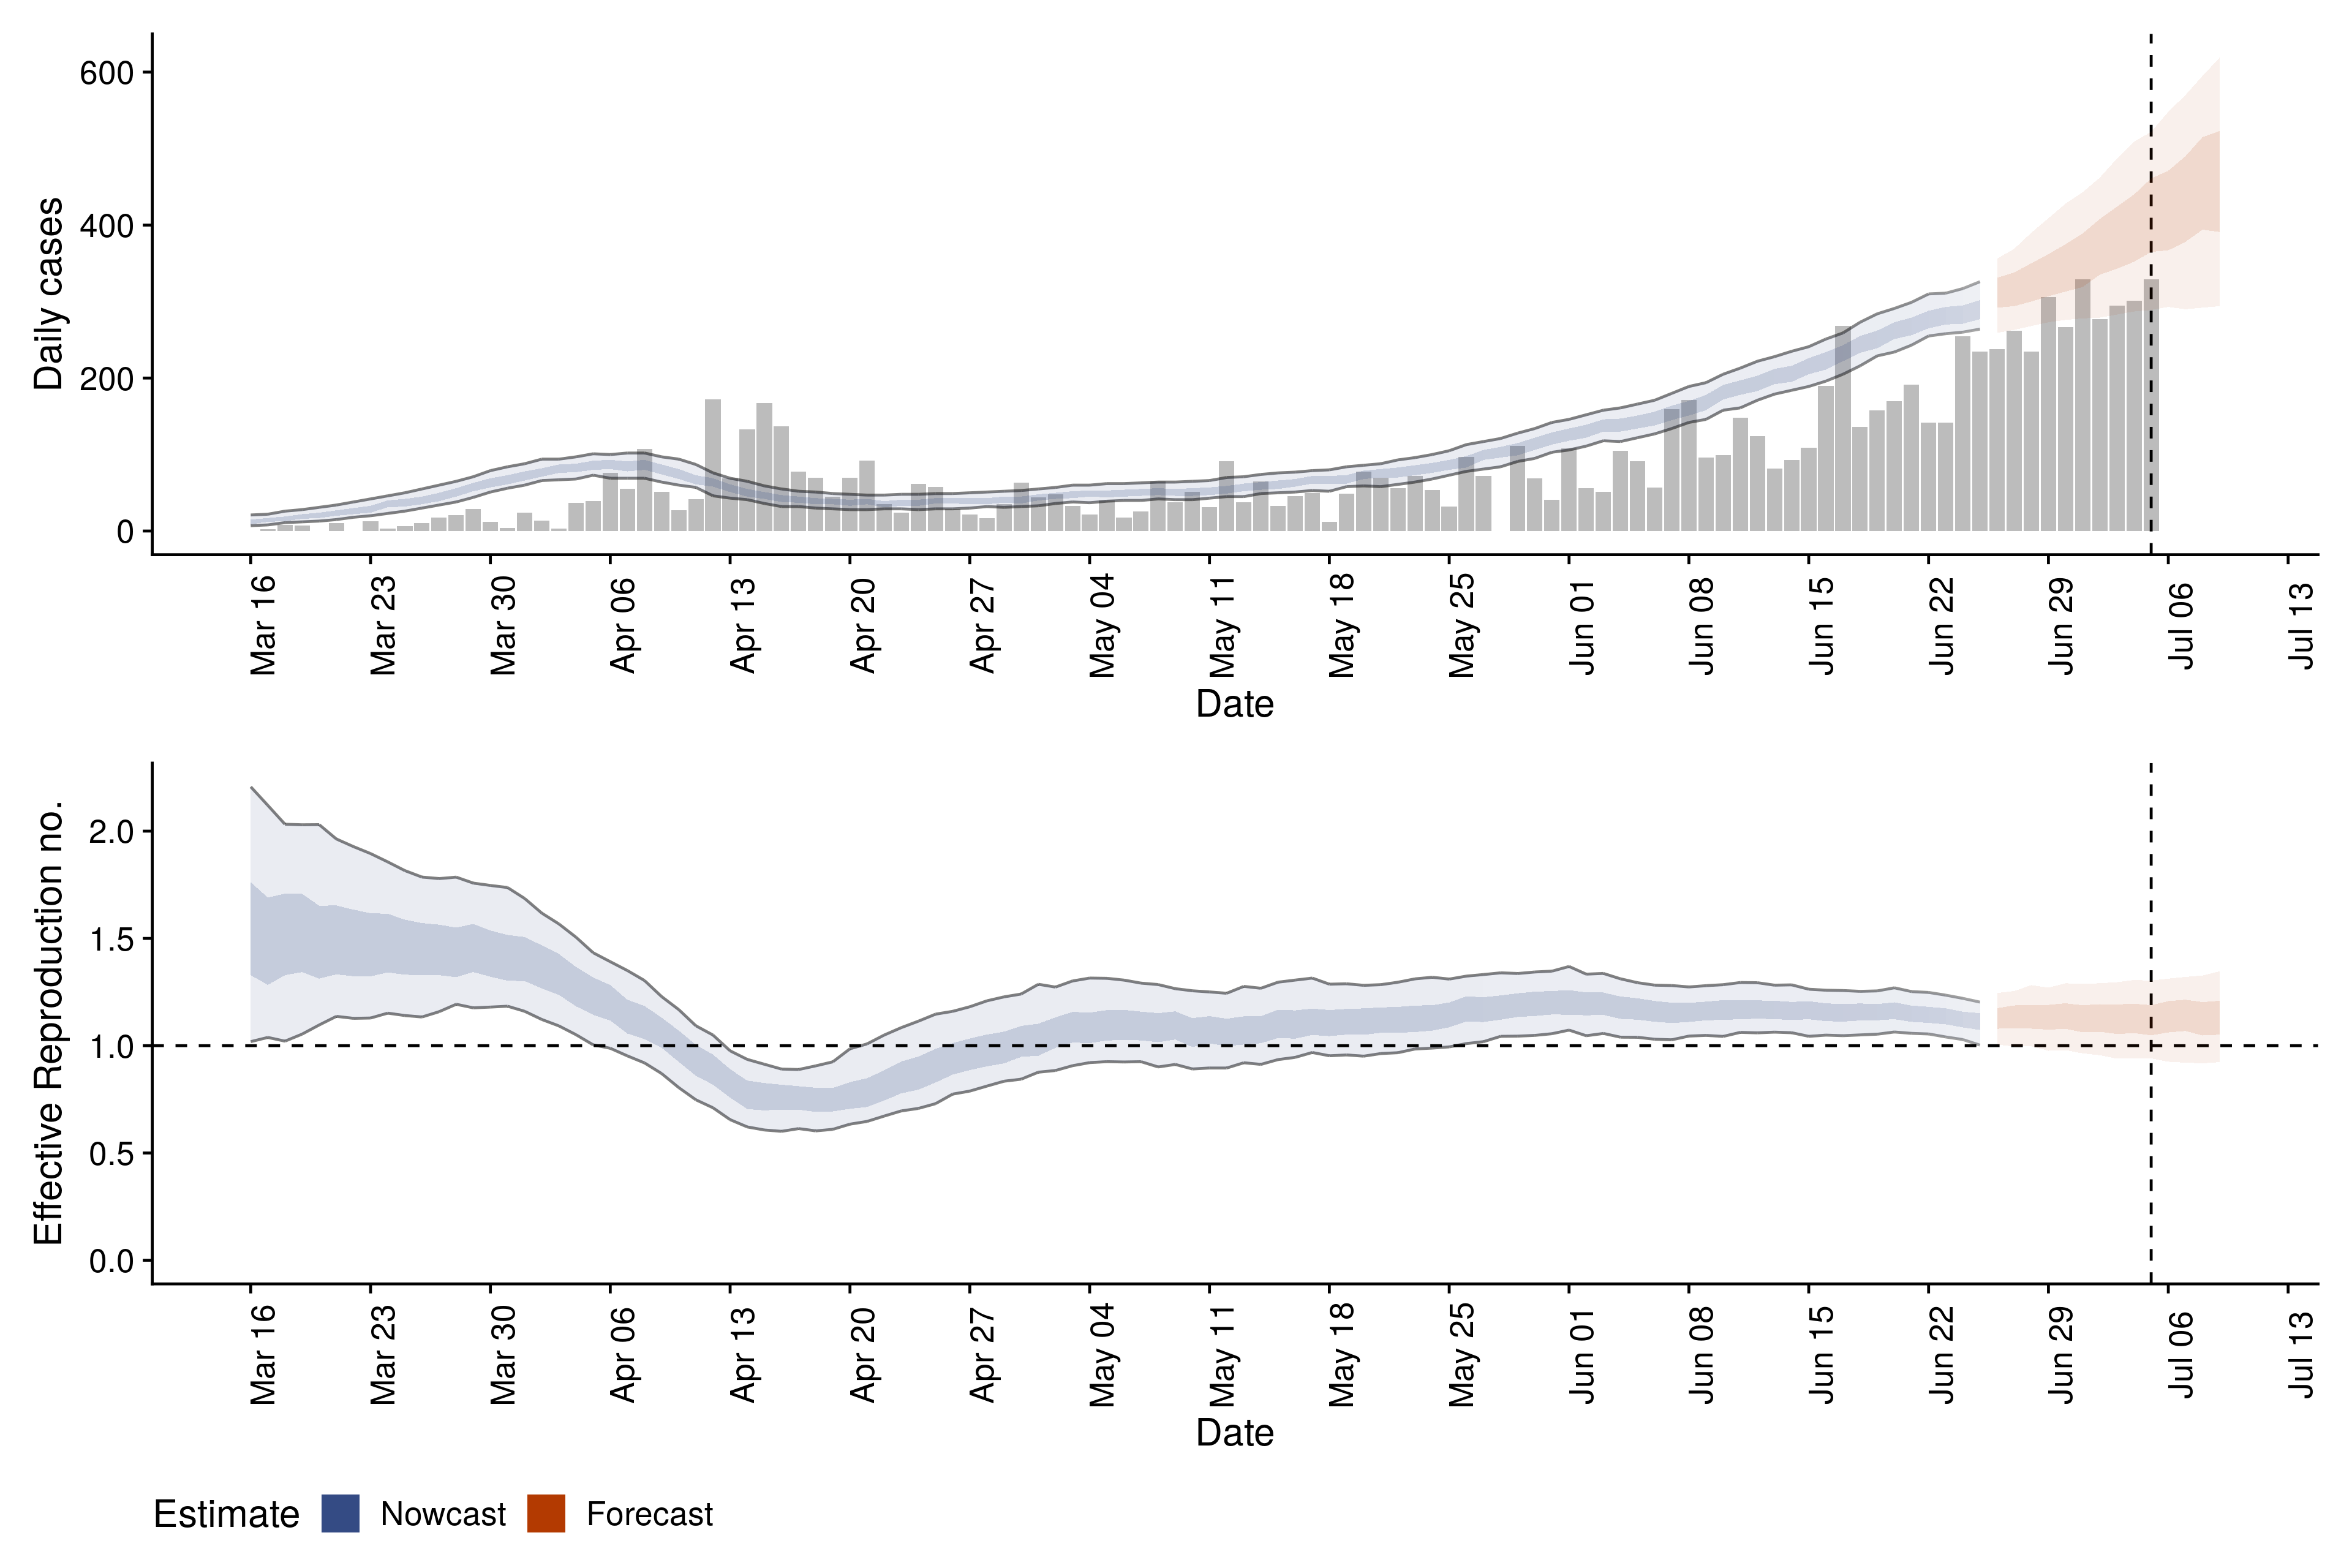 Daily cases
600
400
200
0
Mar 16
Mar 23
Mar 30
Apr 06
Apr 13
Apr 20
Apr 27
May 04
May 11
May 18
May 25
Jun 01
Jun 08
Jun 15
Jun 22
Jun 29
Jul 06
Jul 13
Date
Effective Reproduction no.
2.0
1.5
1.0
0.5
0.0
Mar 16
Mar 23
Mar 30
Apr 06
Apr 13
Apr 20
Apr 27
May 04
May 11
May 18
May 25
Jun 01
Jun 08
Jun 15
Jun 22
Jun 29
Jul 06
Jul 13
Date
Estimate Nowcast Forecast